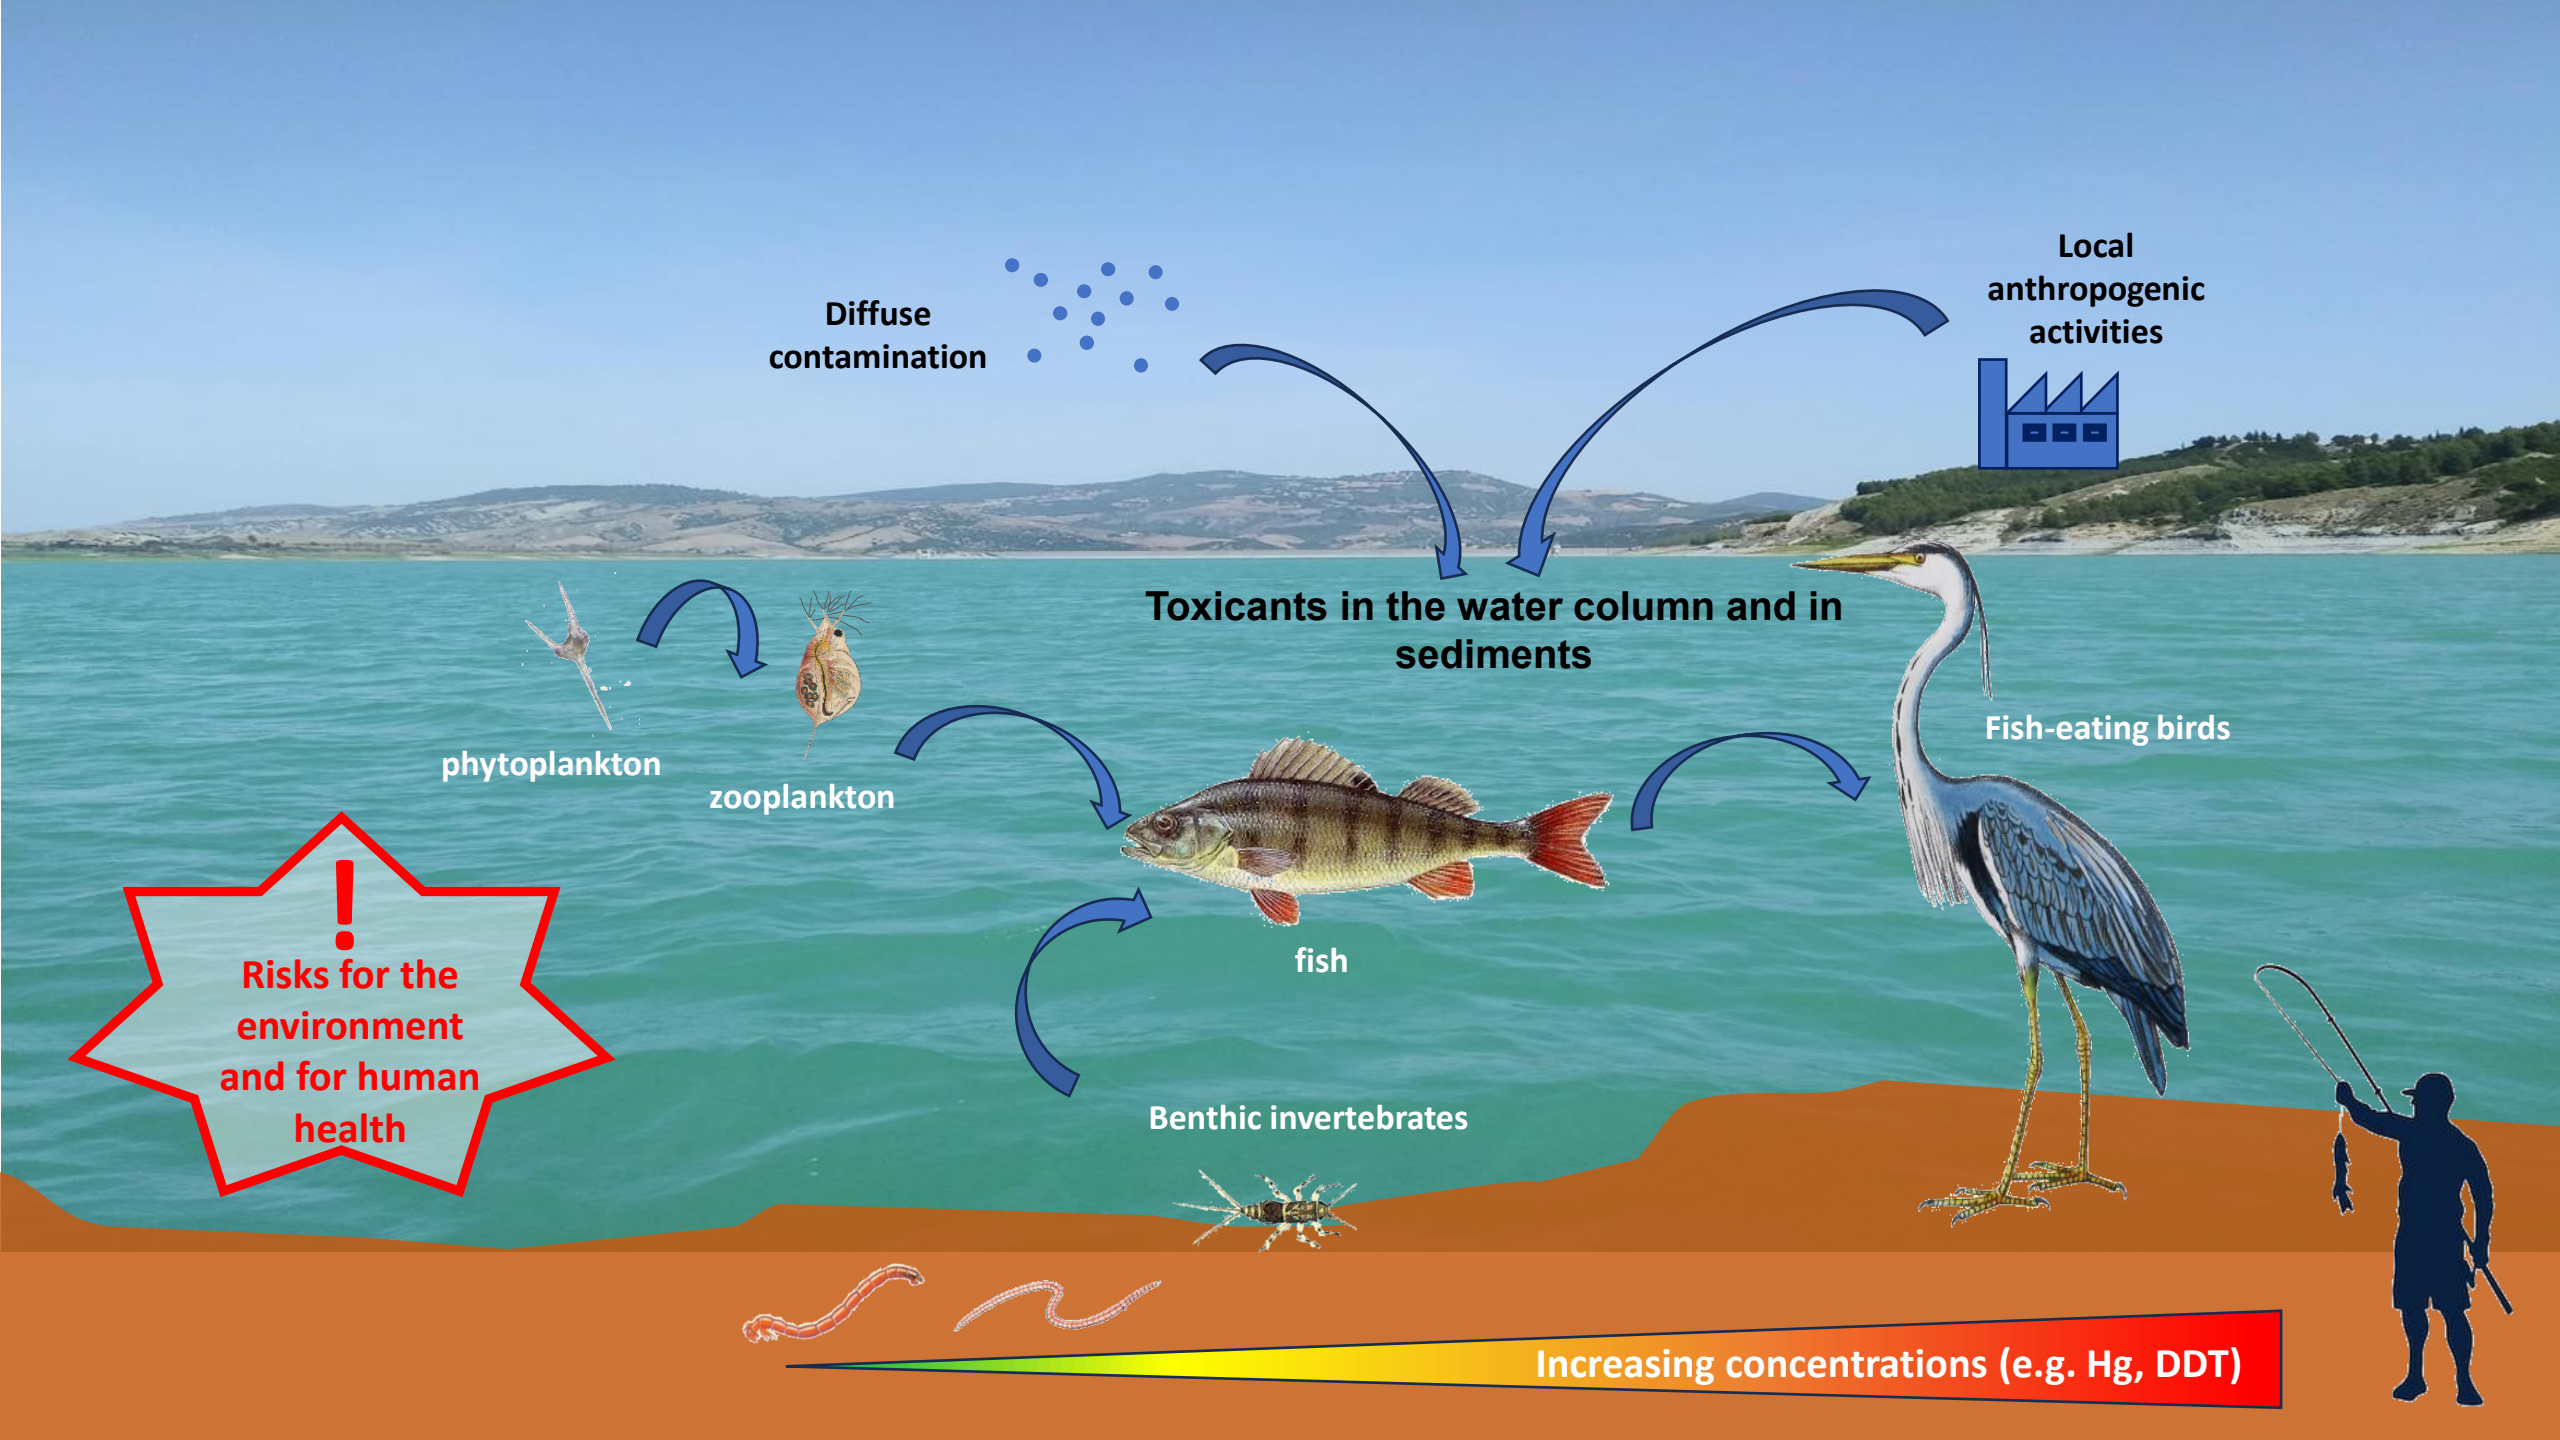 Local
anthropogenic
activities
Diffuse
contamination
Toxicants in the water column and in
sediments
Fish-eating birds
phytoplankton
zooplankton
fish
!
Risks for the
environment
and for human
health
Benthic invertebrates
Increasing concentrations (e.g. Hg, DDT)